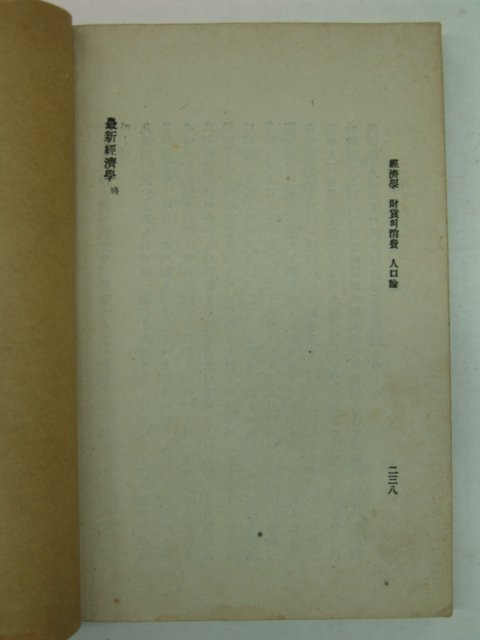 經濟學 財貨의消費 人口論
二三八
最新經濟學 終